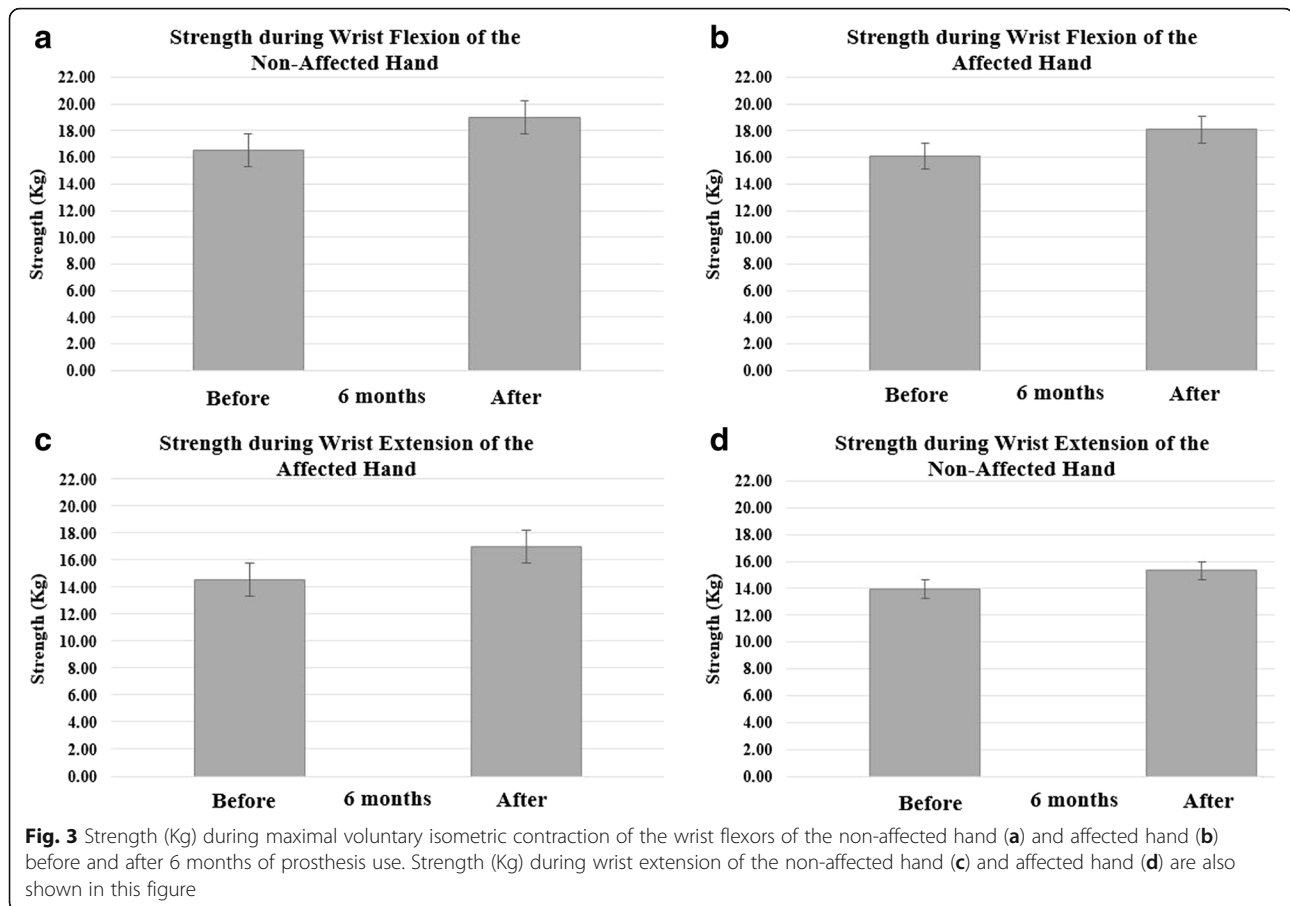 a
Strength during Wrist Flexion of the
Non-Affected Hand
22.00
20.00
18.00
16.00
14.00
12.00
10.00
8.00
6.00
4.00
2.00
0.00
Strength (Kg)
Before 6 months After
b
Strength during Wrist Flexion of the
Affected Hand
22.00
20.00
18.00
16.00
14.00
12.00
10.00
8.00
6.00
4.00
2.00
0.00
Strength (Kg)
Before 6 months After
c
Strength during Wrist Extension of the
Affected Hand
22.00
20.00
18.00
16.00
14.00
12.00
10.00
8.00
6.00
4.00
2.00
0.00
Strength (Kg)
Before 6 months After
d
Strength during Wrist Extension of the
Non-Affected Hand
22.00
20.00
18.00
16.00
14.00
12.00
10.00
8.00
6.00
4.00
2.00
0.00
Strength (Kg)
Before 6 months After
Fig. 3 Strength (Kg) during maximal voluntary isometric contraction of the wrist flexors of the non-affected hand (a) and affected hand (b)
before and after 6 months of prosthesis use. Strength (Kg) during wrist extension of the non-affected hand (c) and affected hand (d) are also
shown in this figure